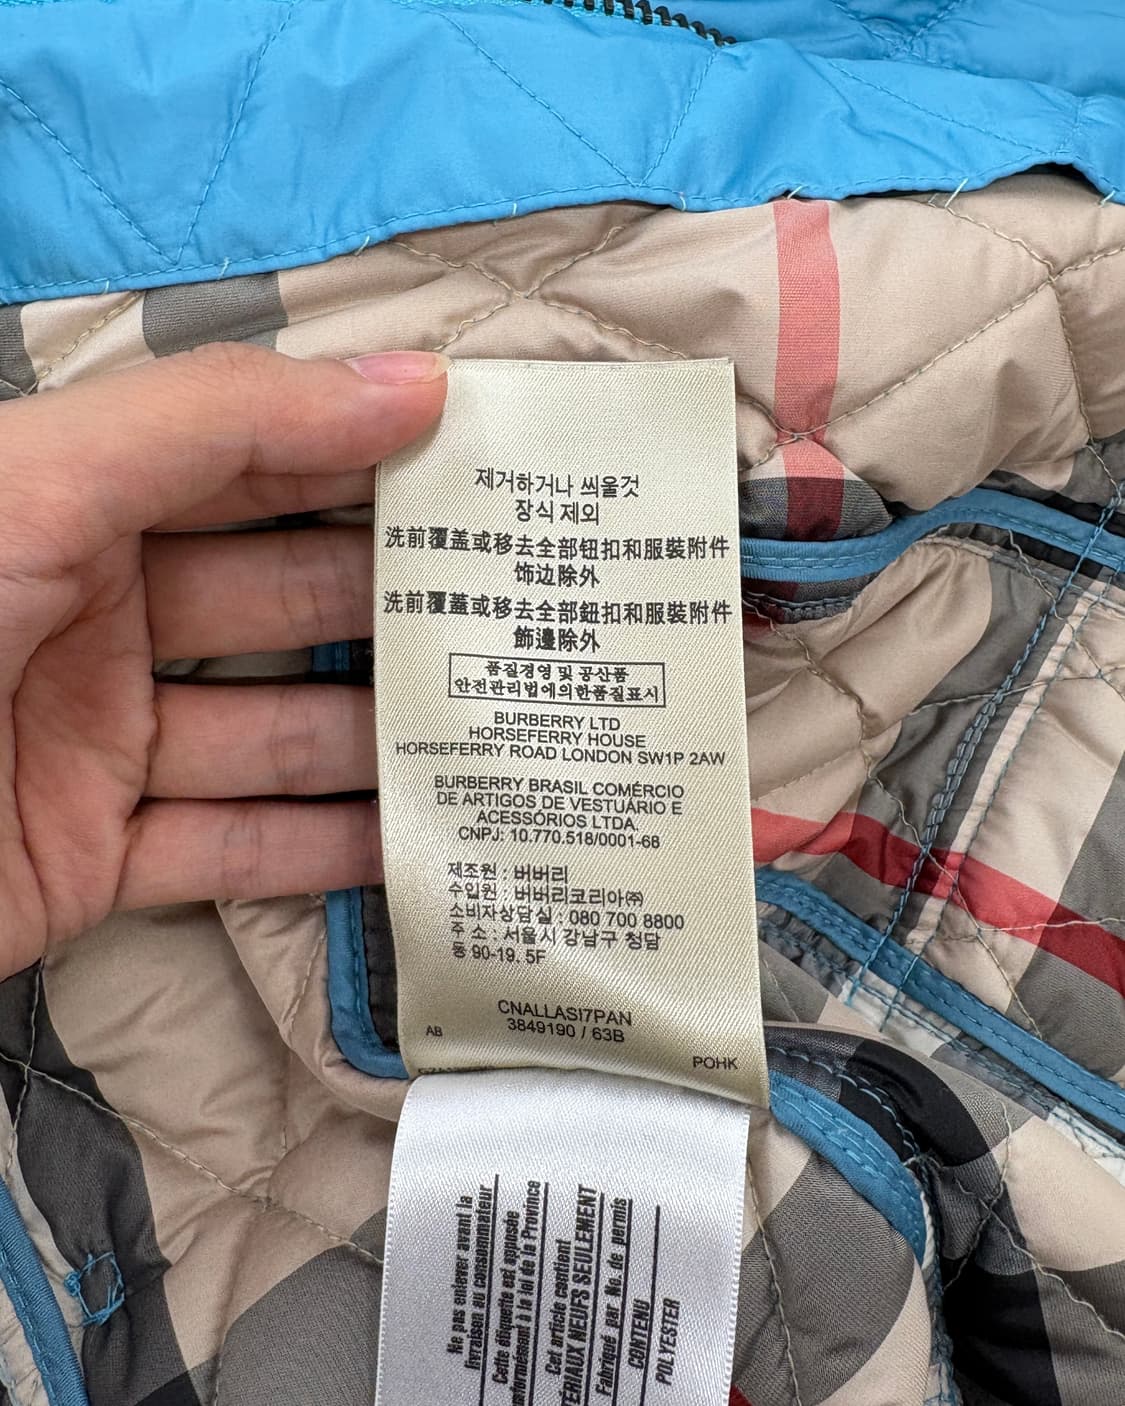 제거하거나 씌울것
장식 제외
洗前覆盖或移去全部钮扣和服裝附件
饰边除外
洗前覆蓋或移去全部鈕扣和服裝附件
飾邊除外
품질경영 및 공산품
안전관리법에의한품질표시
BURBERRY LTD
HORSEFERRY HOUSE
HORSEFERRY ROAD LONDON SW1P 2AW
BURBERRY BRASIL COMÉRCIO
DE ARTIGOS DE VESTUÁRIO E
ACESSÓRIOS LTDA.
CNPJ: 10.770.518/0001-68
제조원 : 버버리
수입원 : 버버리코리아㈜
소비자상담실 : 080 700 8800
주 소 : 서울시 강남구 청담
동 90-19. 5F
CNALLASI7PAN
AB 3849190 / 63B
POHK
Ne pas enlever avant la
livraison au consommateur
Cette étiquette est apposée
à la loi de la Province
Cet article contient
NEUFS SEULEMENT
Fabriqué par No. de permis
CONTENU
POLYESTER